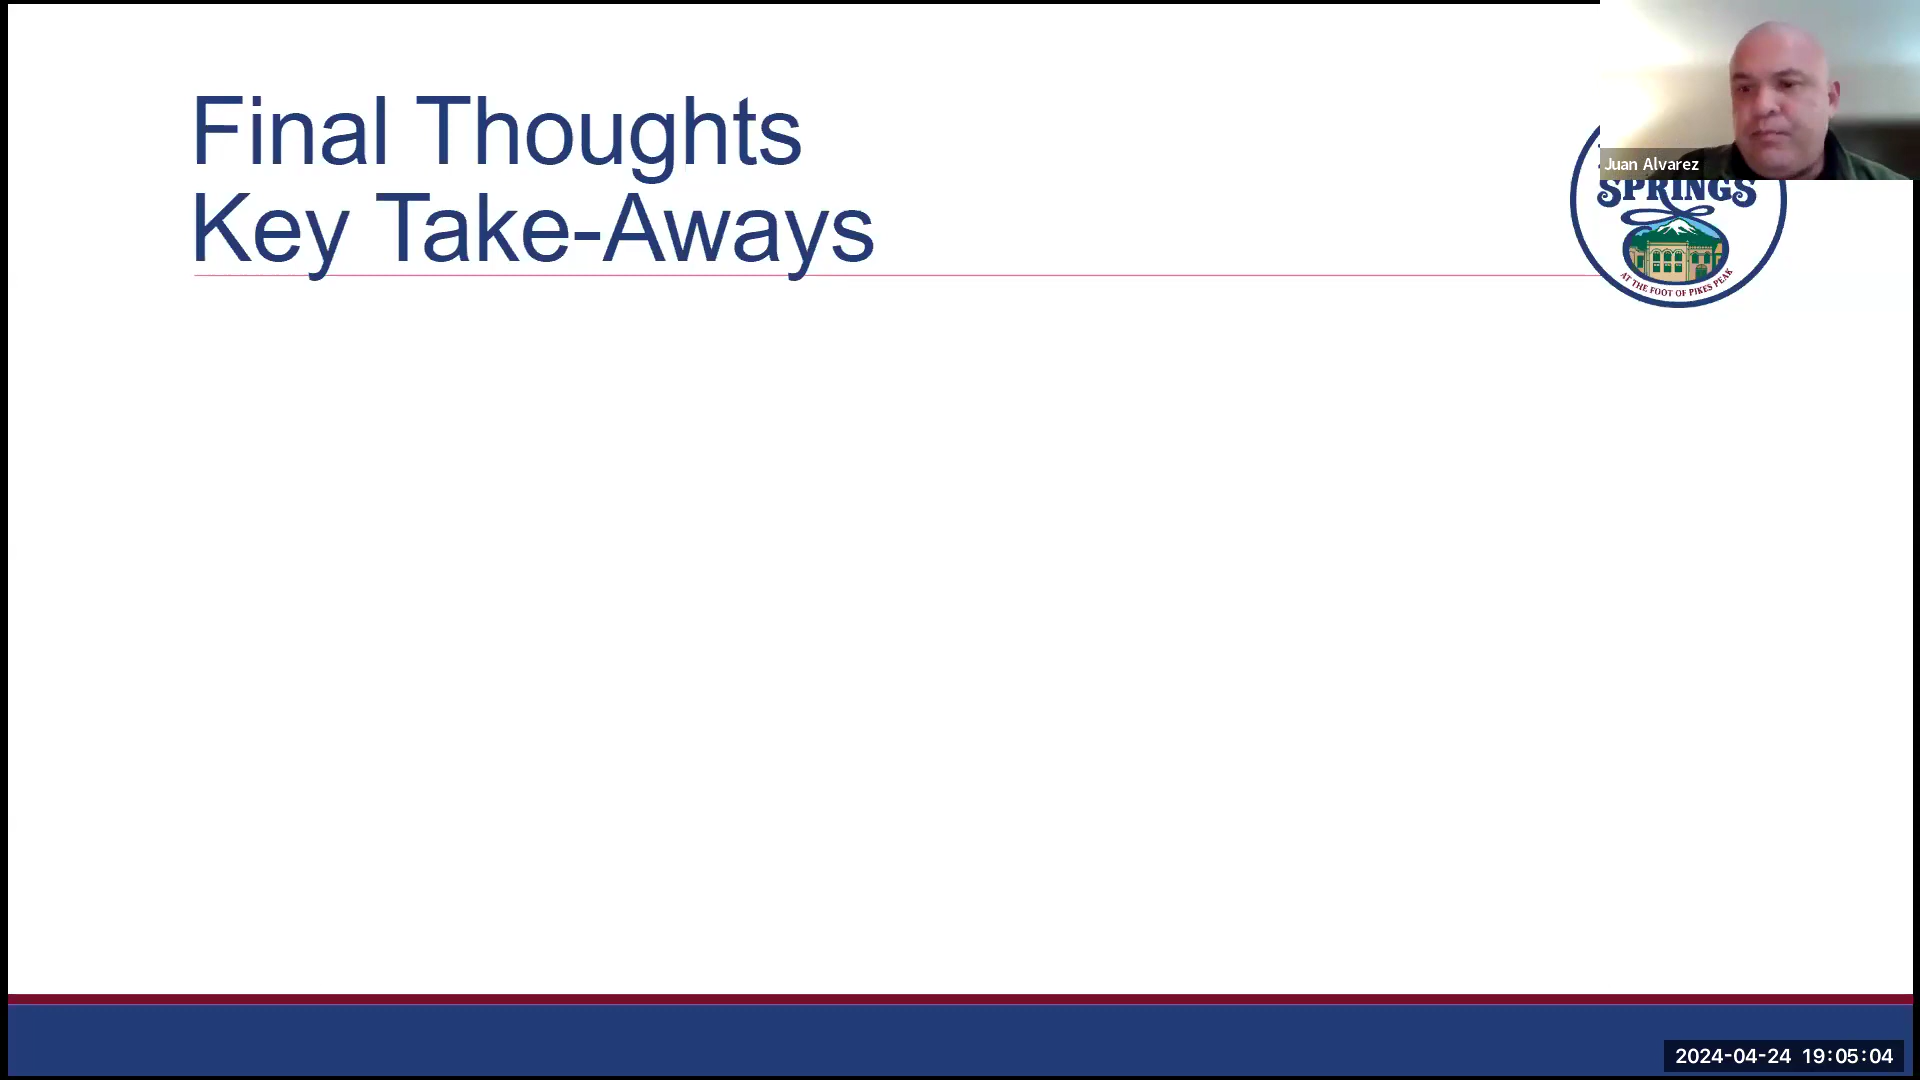 Final Thoughts
Key Take-Aways
Juan Alvarez
SPRINGS
AT THE FOOT OF PIKES PEAK
2024-04-24 19:05:04